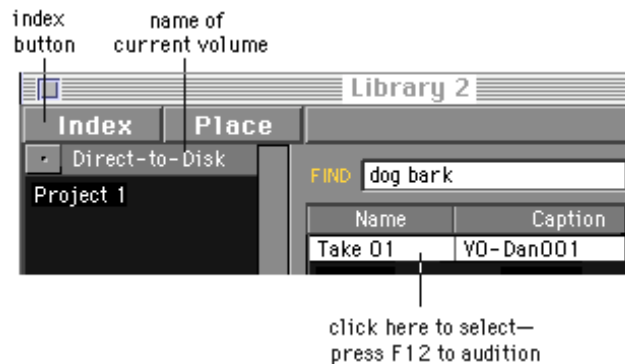 index
button
name of
current volume
Library 2
Index
Place
· Direct-to-Disk
Project 1
FIND dog bark
Name
Caption
Take 01
VO-Dan001
click here to select—
press F12 to audition